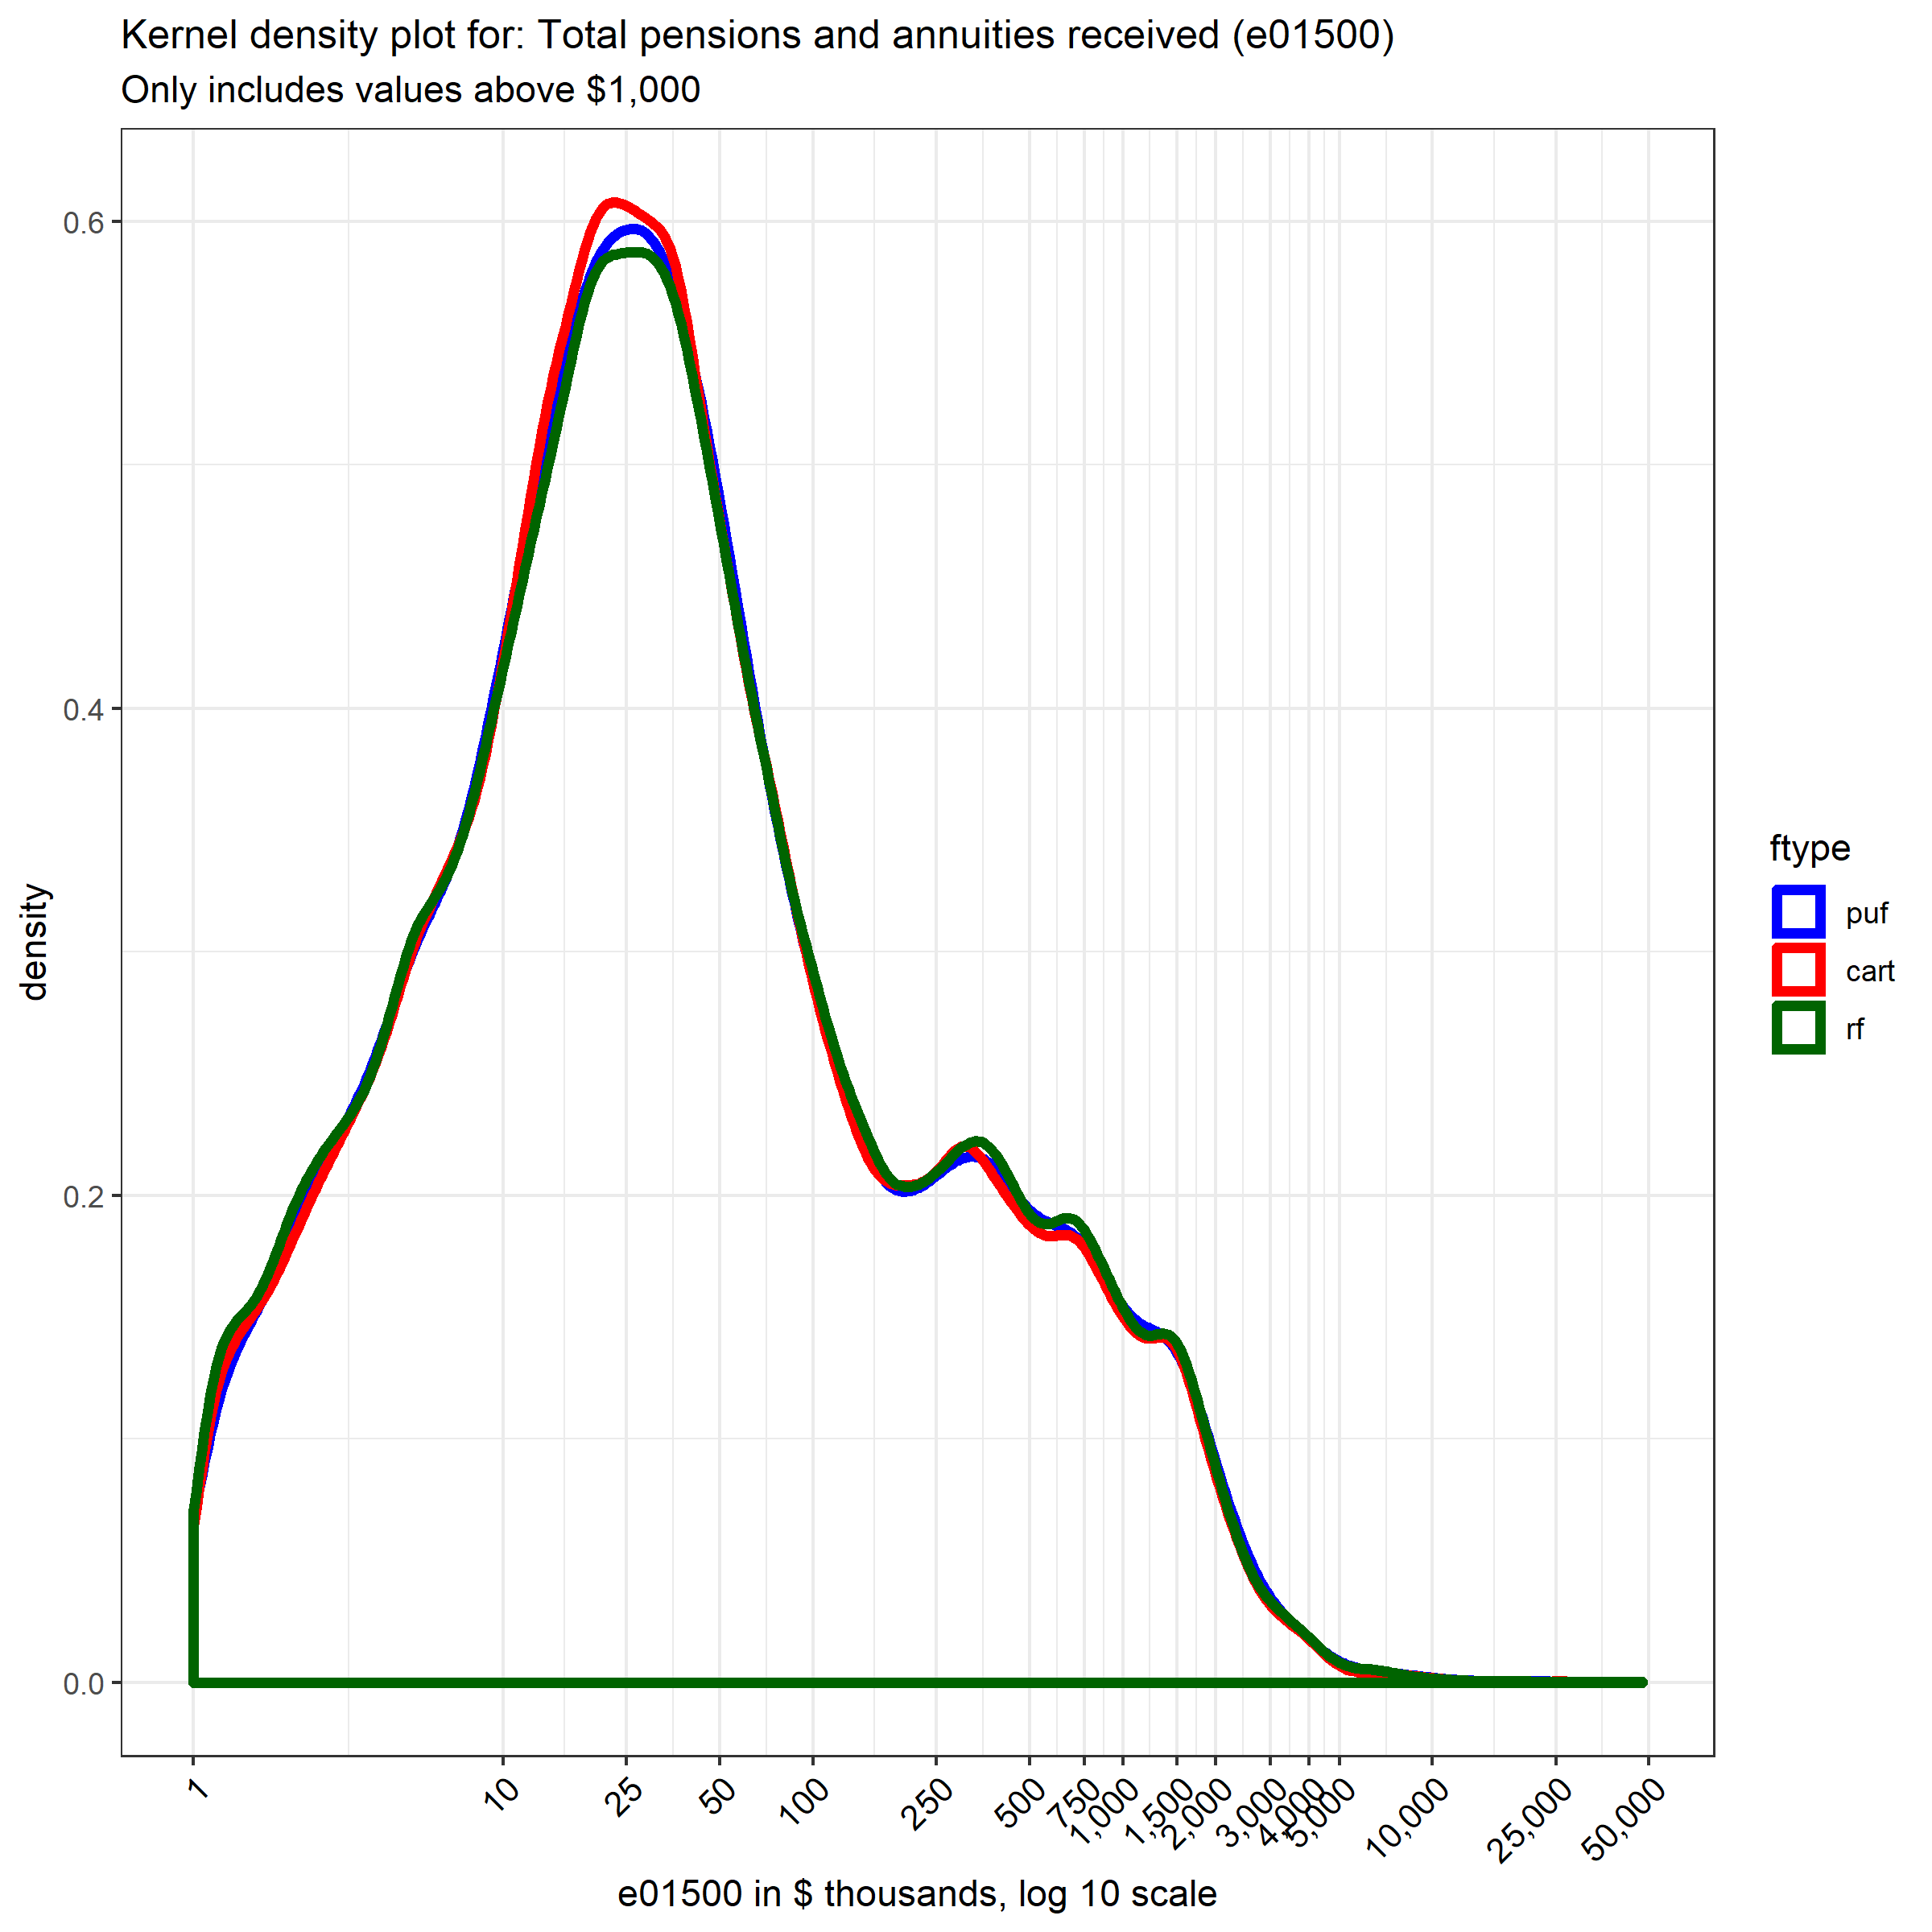 Kernel density plot for: Total pensions and annuities received (e01500)
Only includes values above $1,000
0.6
0.4
0.2
0.0
density
1
10
25
50
100
250
500
750
1,000
1,500
2,000
3,000
4,000
5,000
10,000
25,000
50,000
e01500 in $ thousands, log 10 scale
ftype
puf
cart
rf